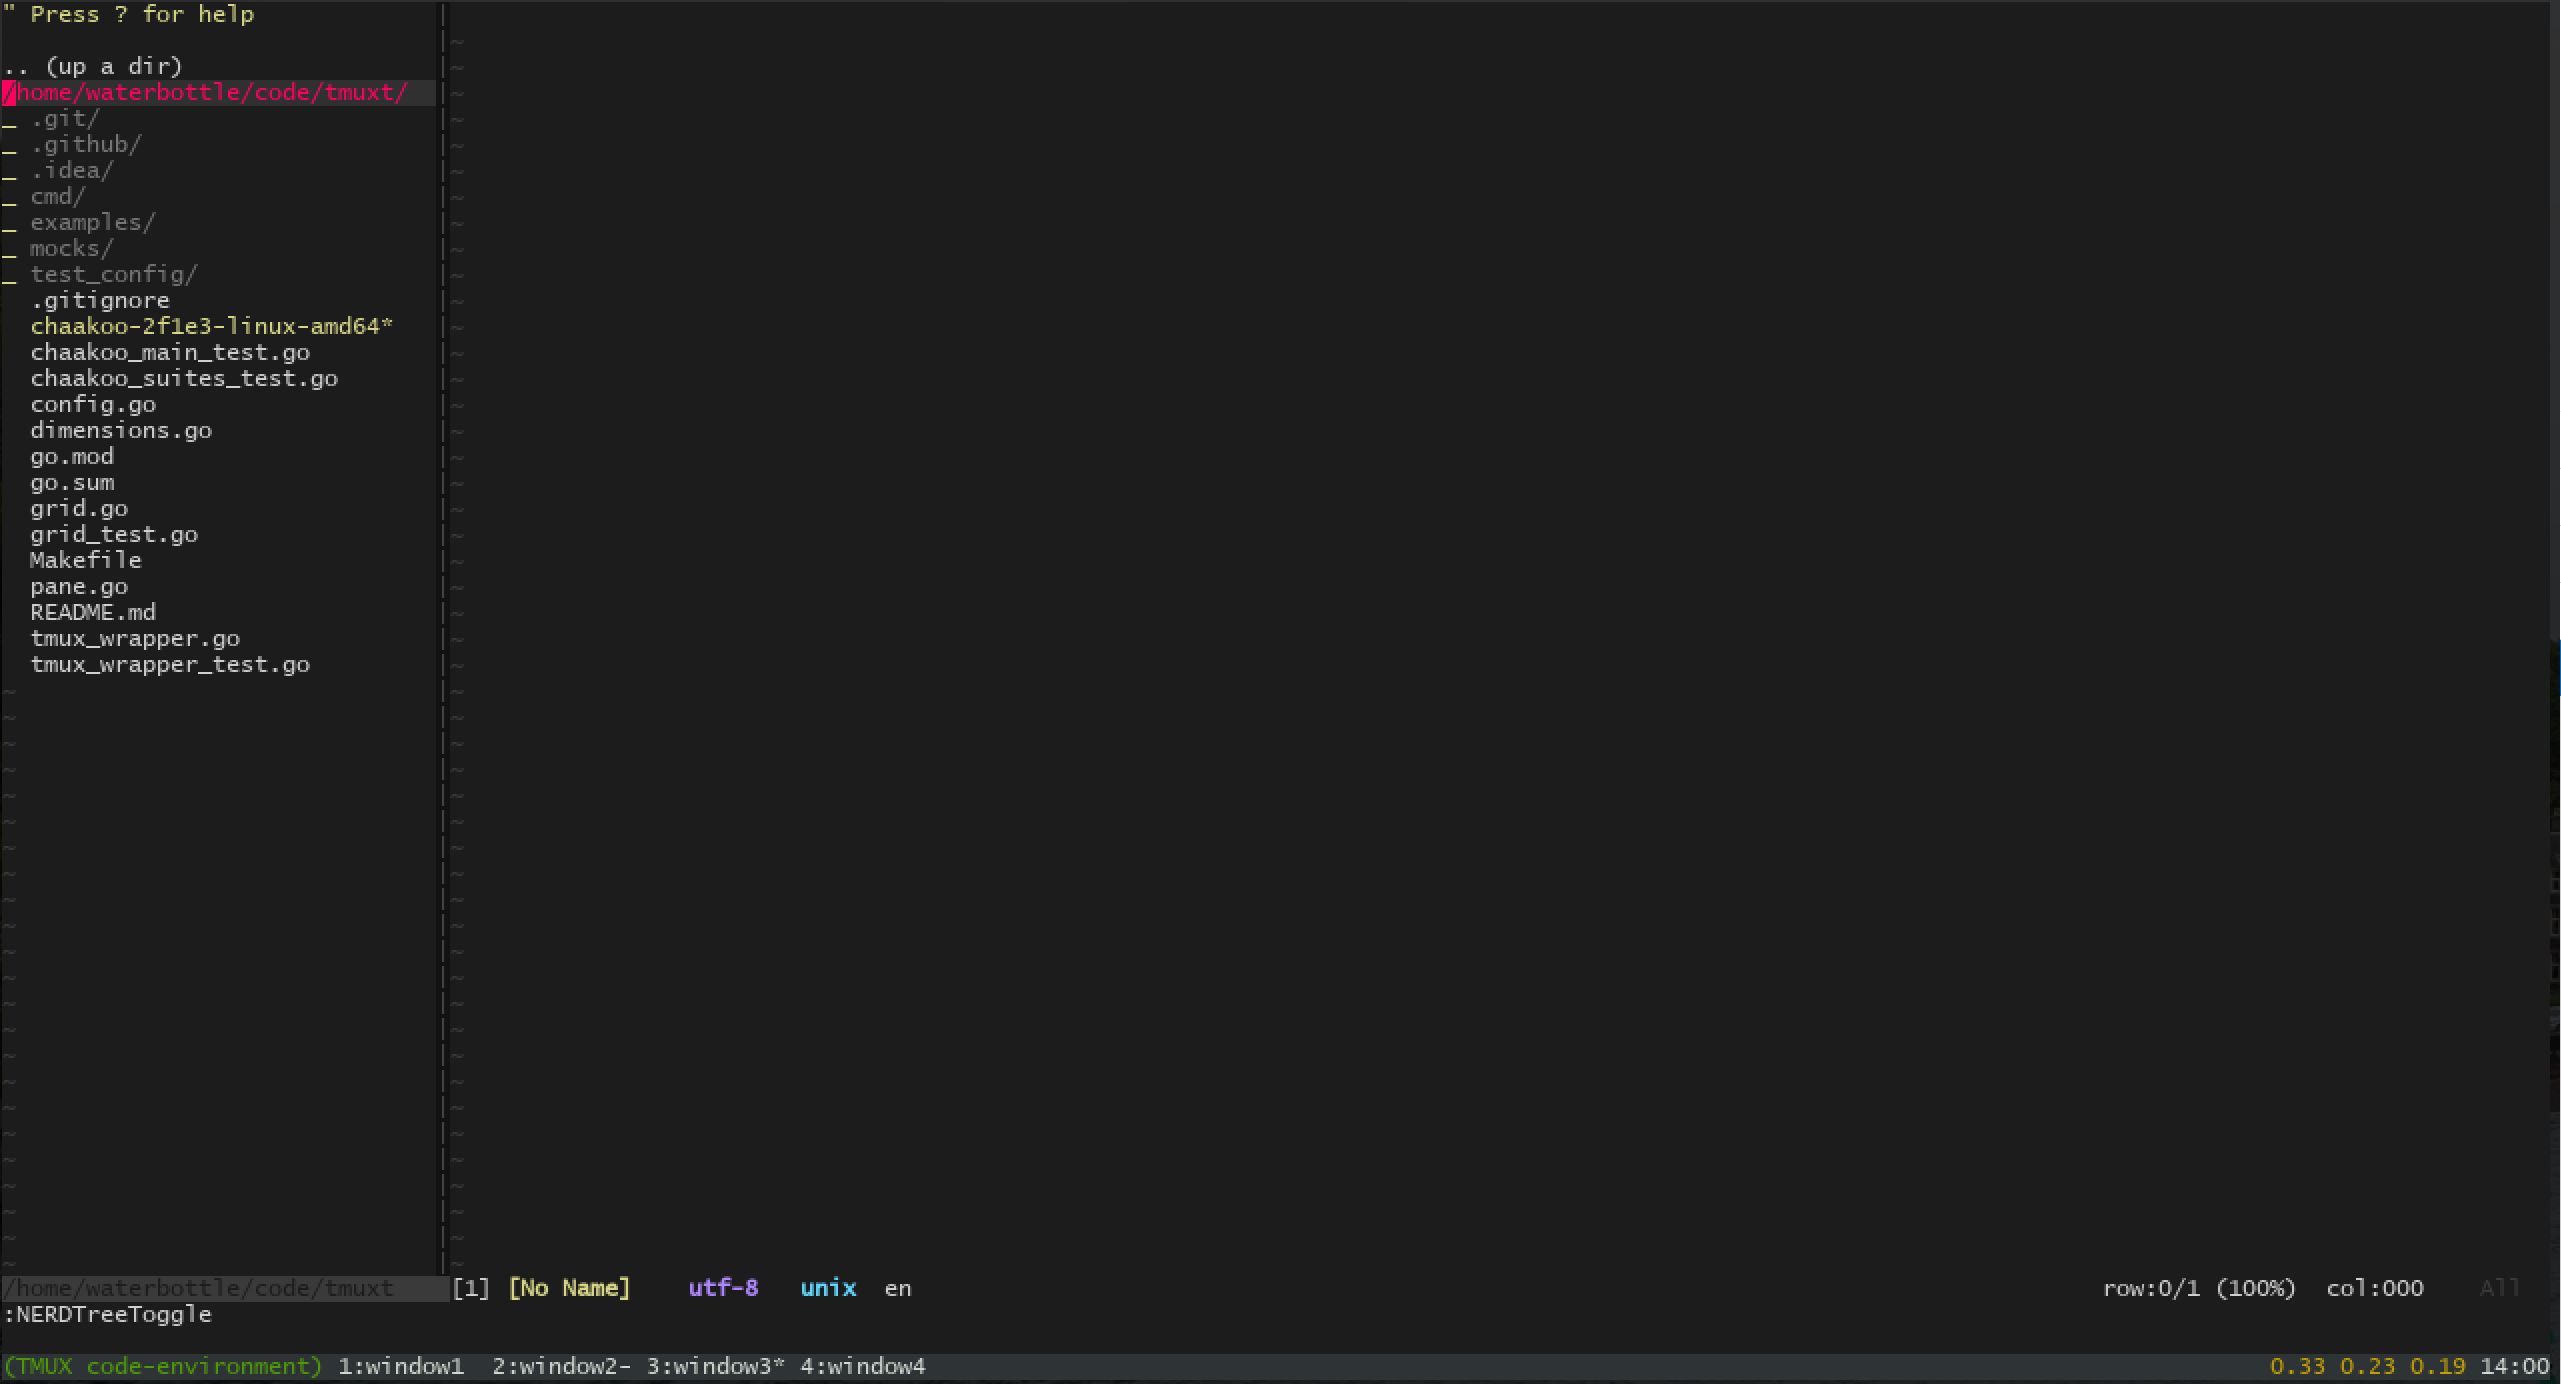 " Press ? for help
.. (up a dir)
/home/waterbottle/code/tmuxt/
_ .git/
_ .github/
_ .idea/
_ cmd/
_ examples/
_ mocks/
_ test_config/
.gitignore
chaakoo-2f1e3-linux-amd64*
chaakoo_main_test.go
chaakoo_suites_test.go
config.go
dimensions.go
go.mod
go.sum
grid.go
grid_test.go
Makefile
pane.go
README.md
tmux_wrapper.go
tmux_wrapper_test.go
/home/waterbottle/code/tmuxt [1] [No Name] utf-8 unix en row:0/1 (100%) col:000 All
:NERDTreeToggle
(TMUX code-environment) 1:window1 2:window2- 3:window3* 4:window4 0.33 0.23 0.19 14:00